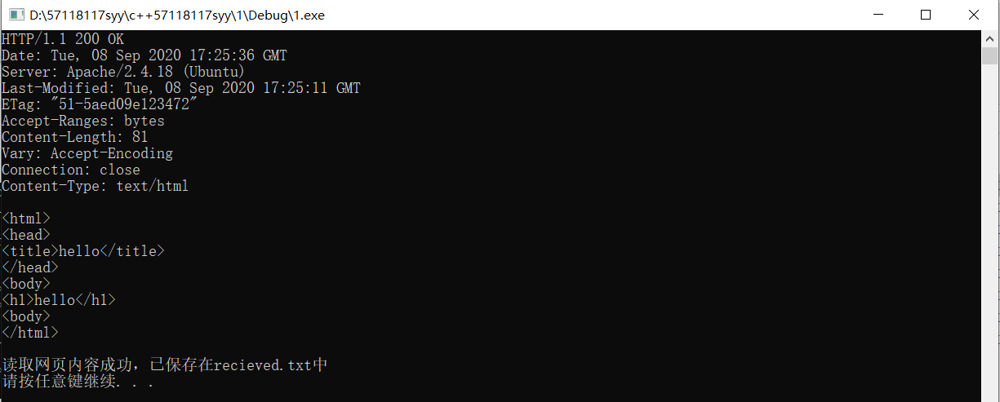 D:\57118117syy\c++57118117syy\1\Debug\1.exe
HTTP/1.1 200 OK
Date: Tue, 08 Sep 2020 17:25:36 GMT
Server: Apache/2.4.18 (Ubuntu)
Last-Modified: Tue, 08 Sep 2020 17:25:11 GMT
ETag: "51-5aed09e123472"
Accept-Ranges: bytes
Content-Length: 81
Vary: Accept-Encoding
Connection: close
Content-Type: text/html
<html>
<head>
<title>hello</title>
</head>
<body>
<h1>hello</h1>
<body>
</html>
读取网页内容成功，已保存在recieved.txt中
请按任意键继续. . .